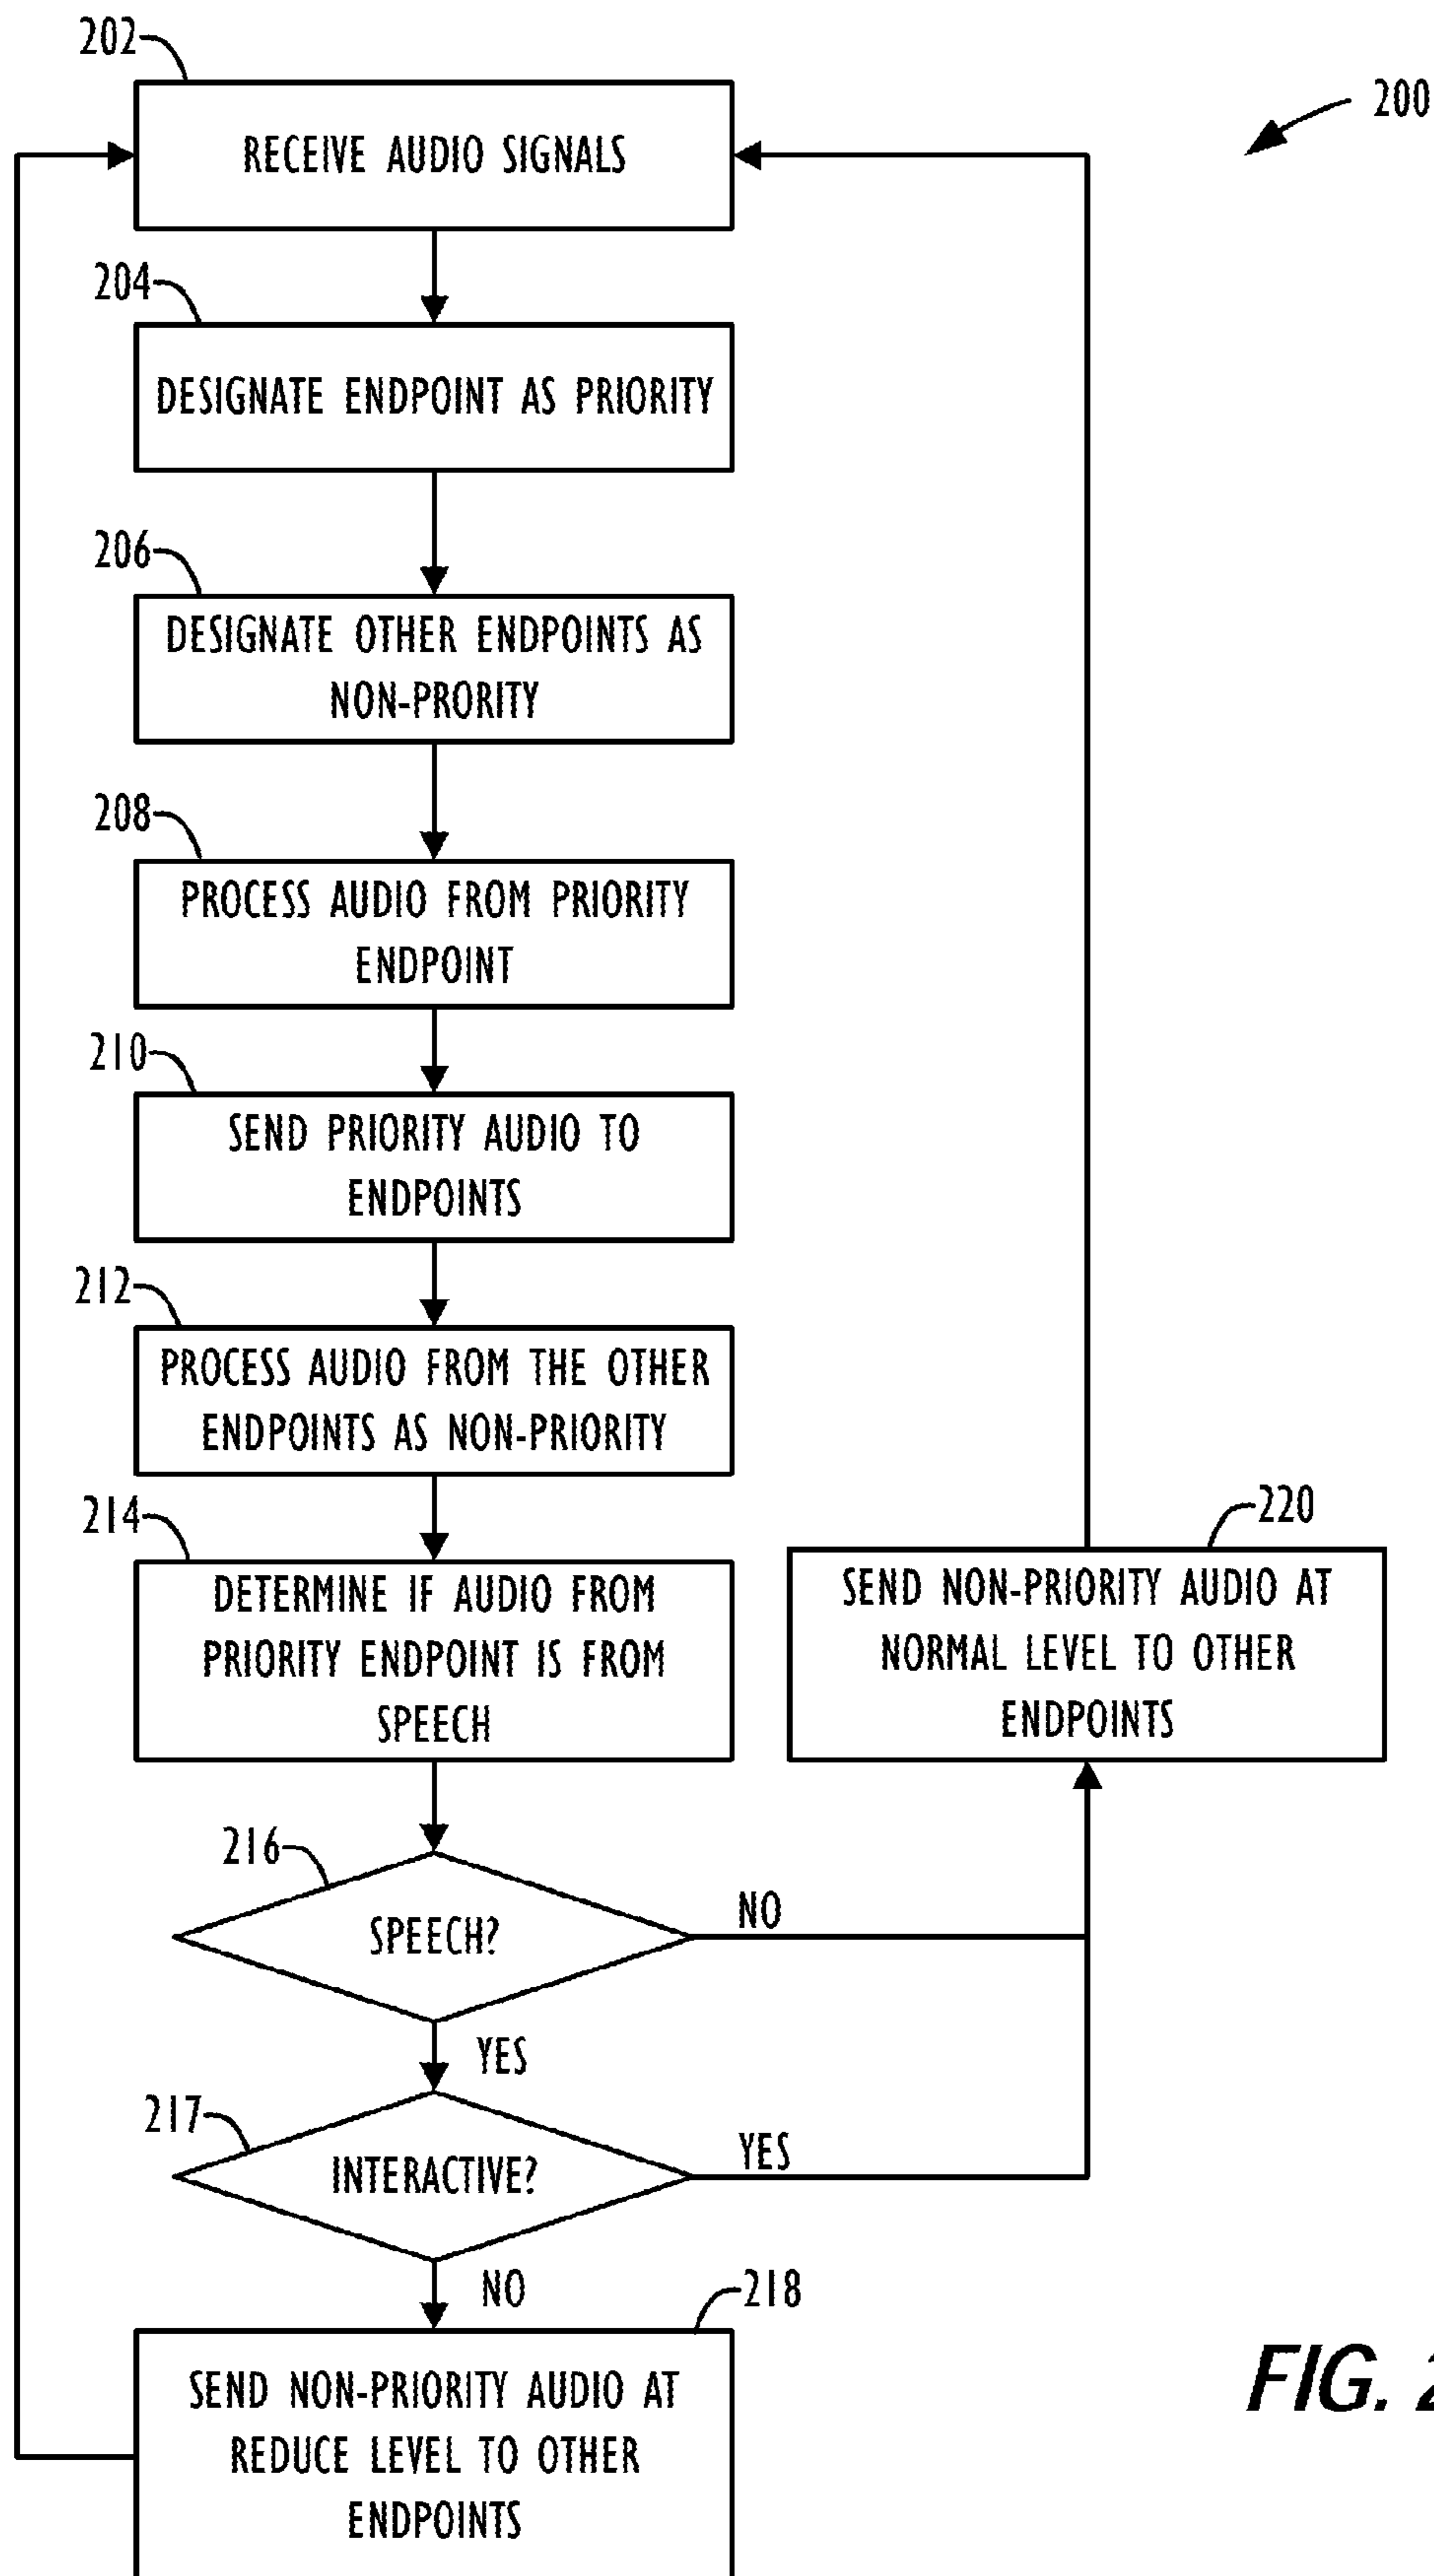 202
200
RECEIVE AUDIO SIGNALS
204
DESIGNATE ENDPOINT AS PRIORITY
206
DESIGNATE OTHER ENDPOINTS AS
NON-PRORITY
208
PROCESS AUDIO FROM PRIORITY
ENDPOINT
210
SEND PRIORITY AUDIO TO
ENDPOINTS
212
PROCESS AUDIO FROM THE OTHER
ENDPOINTS AS NON-PRIORITY
214
DETERMINE IF AUDIO FROM
PRIORITY ENDPOINT IS FROM
SPEECH
220
SEND NON-PRIORITY AUDIO AT
NORMAL LEVEL TO OTHER
ENDPOINTS
216
SPEECH?
NO
YES
217
INTERACTIVE?
YES
NO
218
SEND NON-PRIORITY AUDIO AT
REDUCE LEVEL TO OTHER
ENDPOINTS
FIG. 2